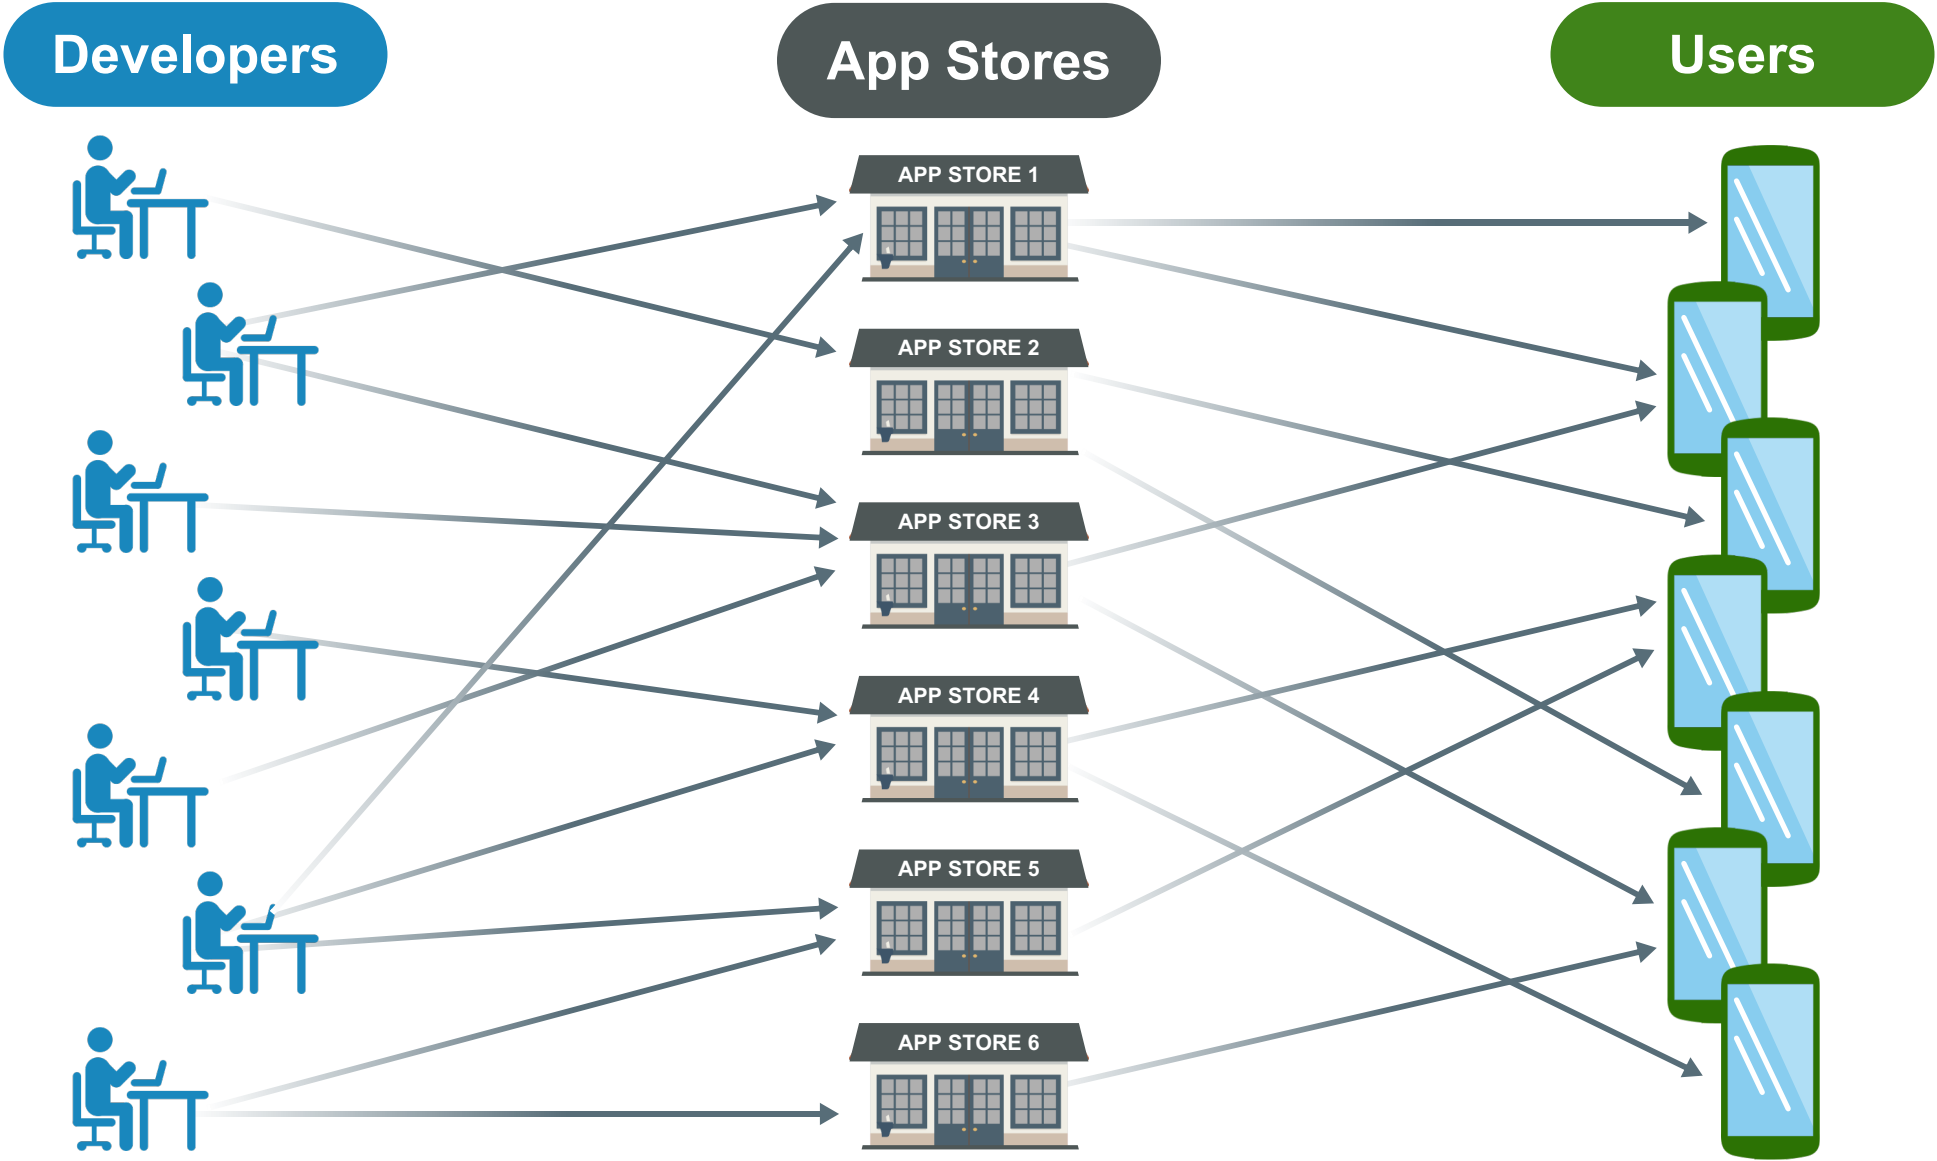 Developers
App Stores
Users
APP STORE 1
APP STORE 2
APP STORE 3
APP STORE 4
APP STORE 5
APP STORE 6